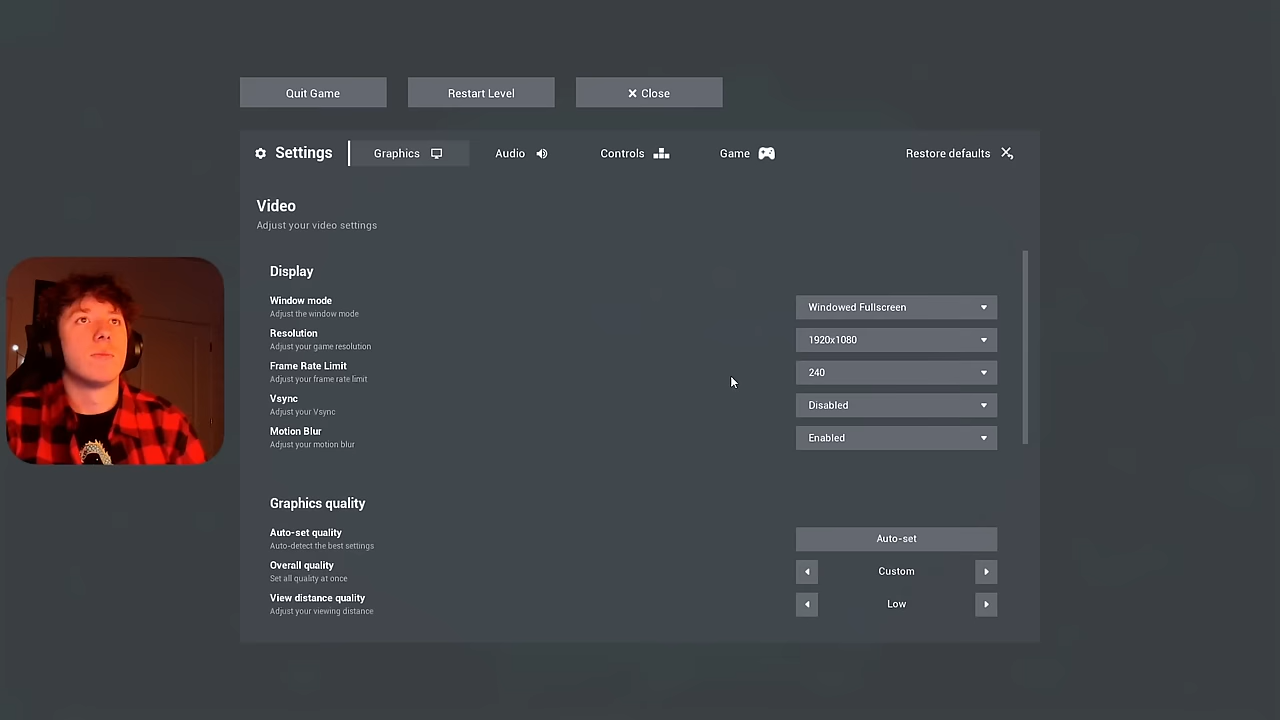 Quit Game
Restart Level
Close
Settings
Graphics
Audio
Controls
Game
Restore defaults
Video
Adjust your video settings
Display
Window mode
Adjust the window mode
Windowed Fullscreen
Resolution
Adjust your game resolution
1920x1080
Frame Rate Limit
Adjust your frame rate limit
240
Vsync
Adjust your Vsync
Disabled
Motion Blur
Adjust your motion blur
Enabled
Graphics quality
Auto-set quality
Auto-detect the best settings
Auto-set
Overall quality
Set all quality at once
Custom
View distance quality
Adjust your viewing distance
Low